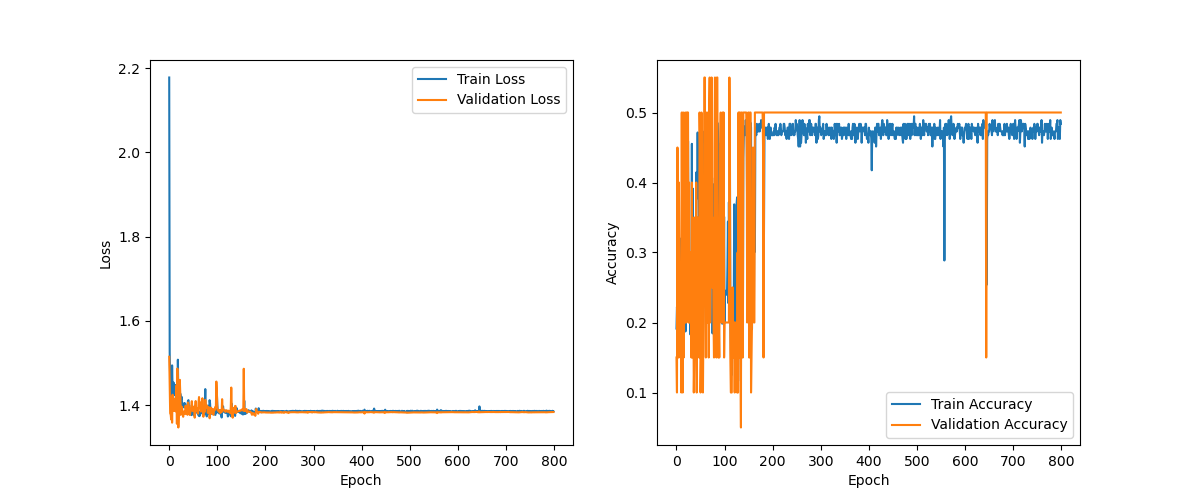 2.2
2.0
1.8
1.6
1.4
Loss
0 100 200 300 400 500 600 700 800
Epoch
Train Loss
Validation Loss
0.5
0.4
0.3
0.2
0.1
Accuracy
0 100 200 300 400 500 600 700 800
Epoch
Train Accuracy
Validation Accuracy